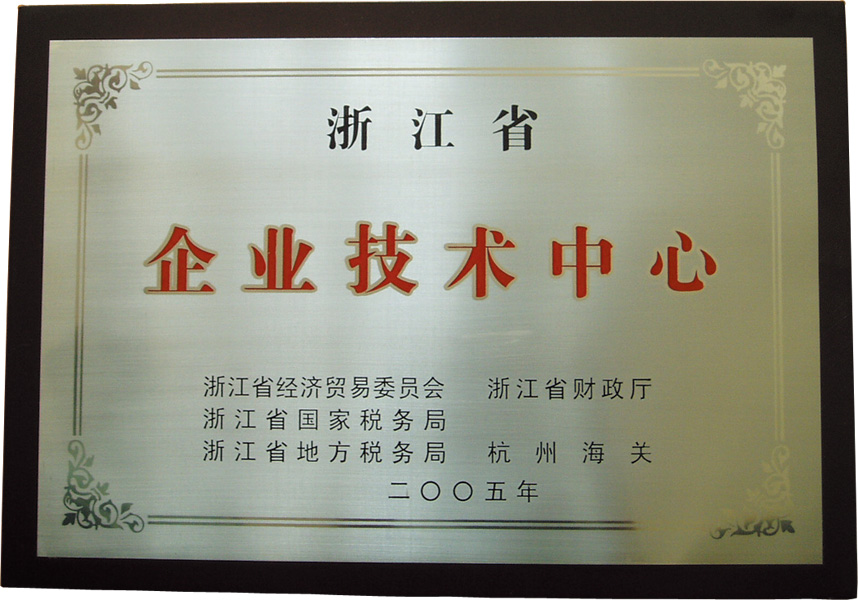 浙江省
企业技术中心
浙江省经济贸易委员会 浙江省财政厅
浙江省国家税务局
浙江省地方税务局 杭州海关
二〇〇五年